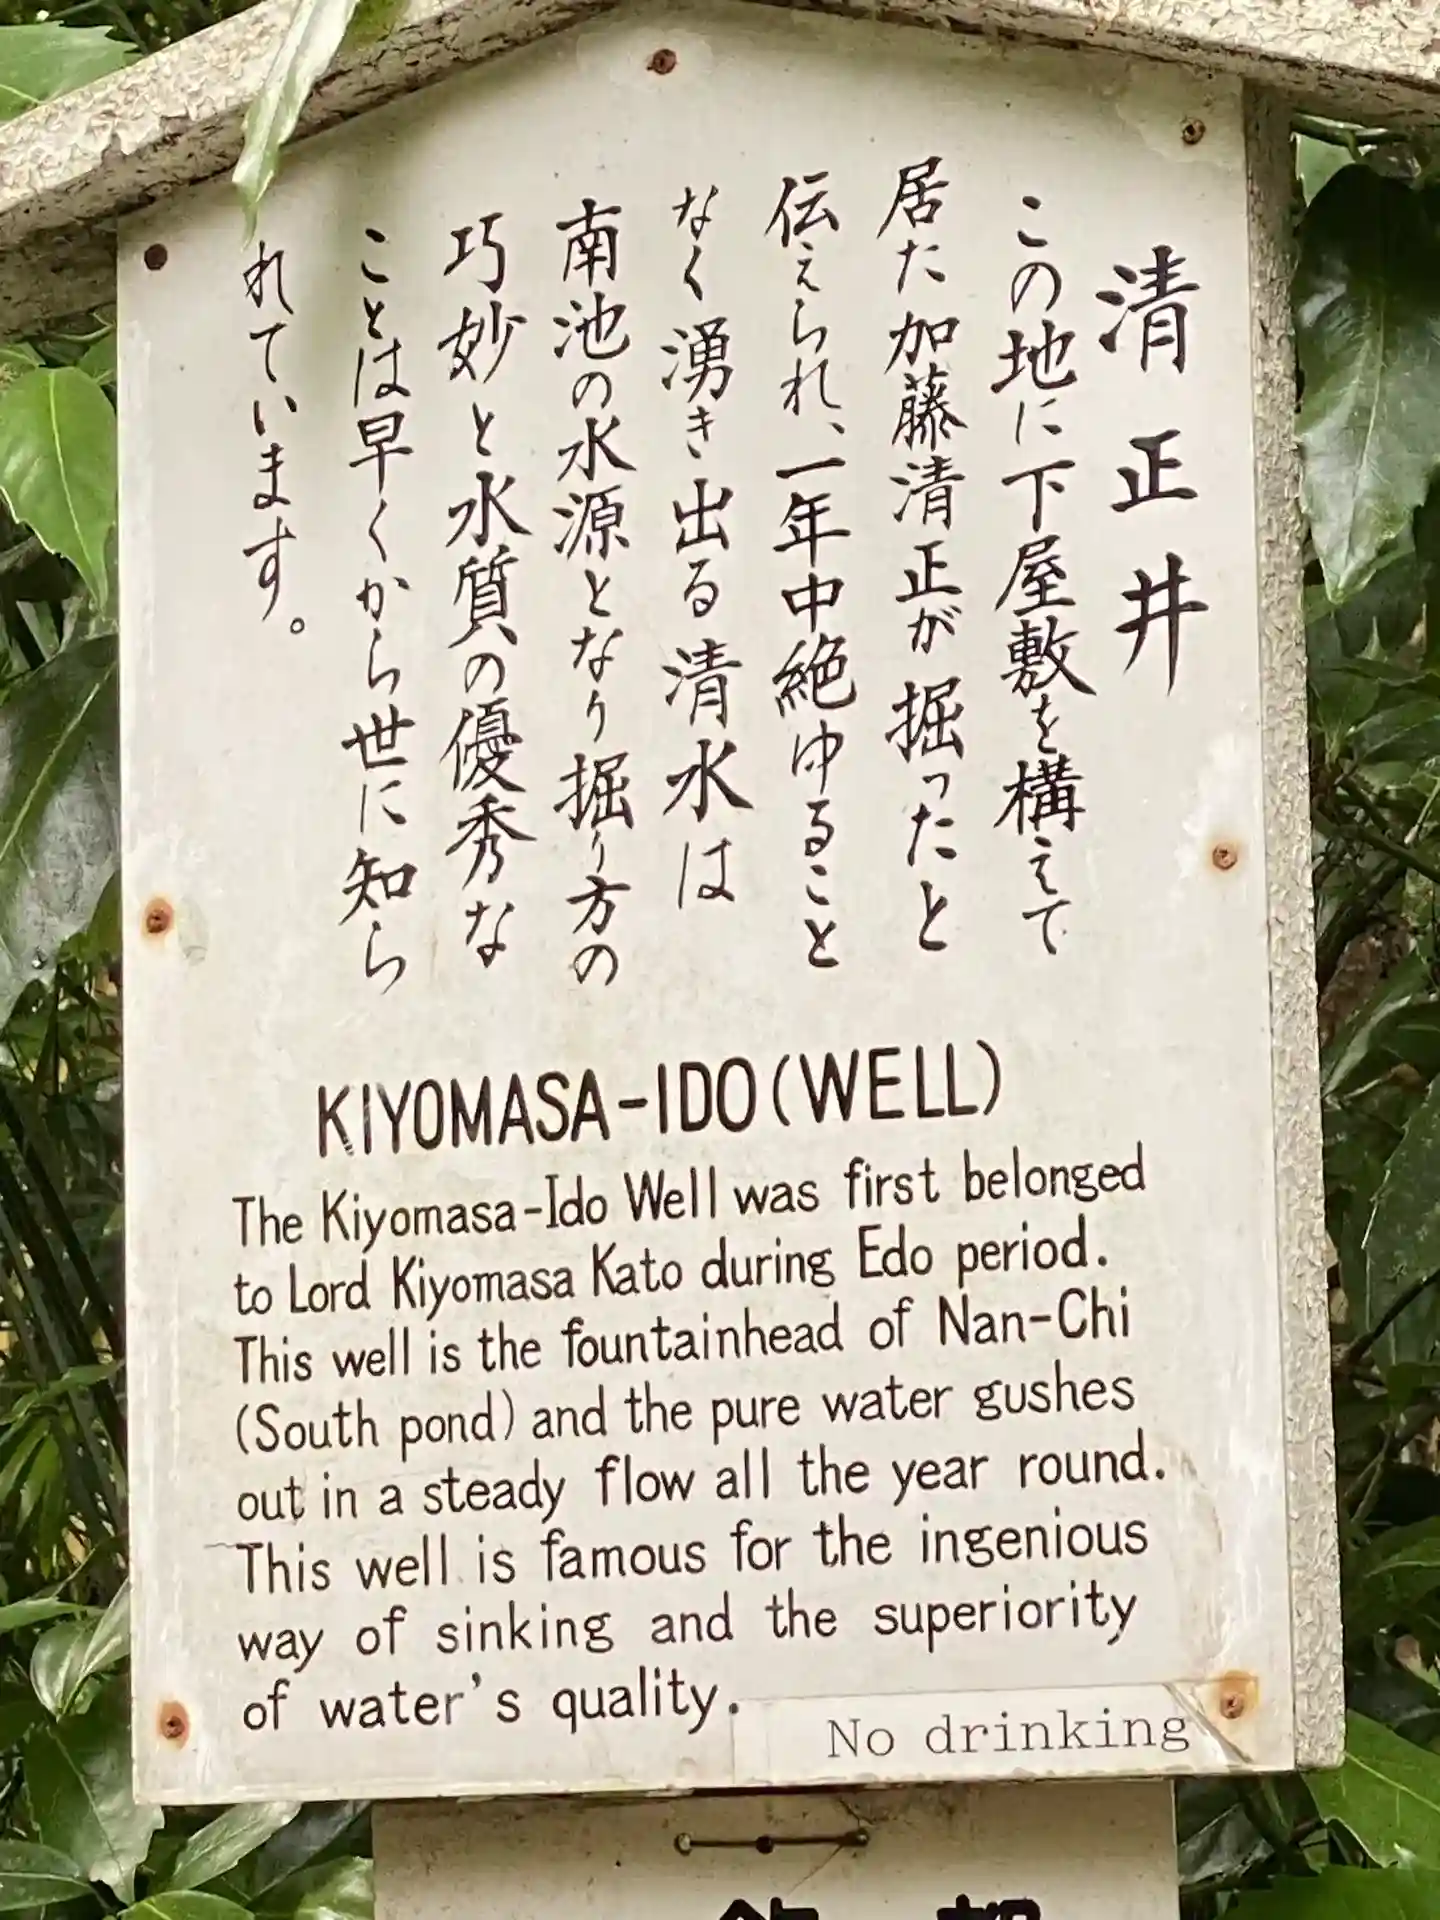 清正井
この地に下屋敷を構えて
居た加藤清正が掘ったと
伝えられ、一年中絶ゆること
なく湧き出る清水は
南池の水源となり掘り方の
巧妙と水質の優秀な
ことは早くから世に知ら
れています。
KIYOMASA-IDO(WELL)
The Kiyomasa-Ido Well was first belonged
to Lord Kiyomasa Kato during Edo period.
This well is the fountainhead of Nan-Chi
(South pond) and the pure water gushes
out in a steady flow all the year round.
This well is famous for the ingenious
way of sinking and the superiority
of water's quality.
No drinking